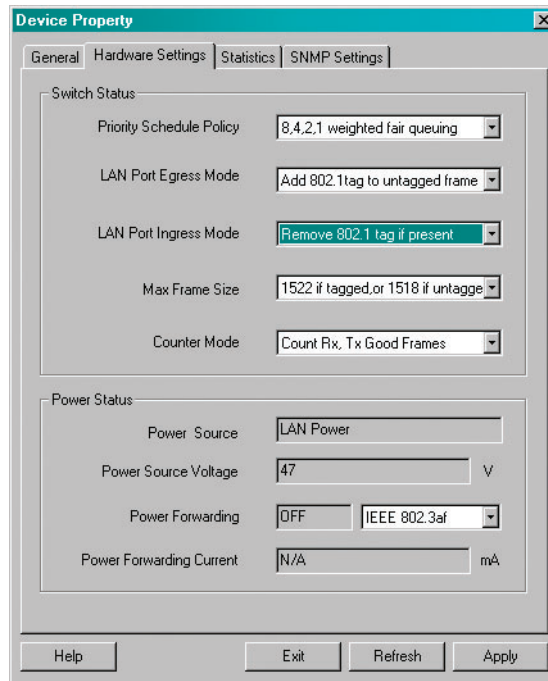 Device Property
General Hardware Settings Statistics SNMP Settings
Switch Status
Priority Schedule Policy 8,4,2,1 weighted fair queuing
LAN Port Egress Mode Add 802.1tag to untagged frame
LAN Port Ingress Mode Remove 802.1 tag if present
Max Frame Size 1522 if tagged,or 1518 if untagge
Counter Mode Count Rx, Tx Good Frames
Power Status
Power Source LAN Power
Power Source Voltage 47 V
Power Forwarding OFF IEEE 802.3af
Power Forwarding Current N/A mA
Help Exit Refresh Apply